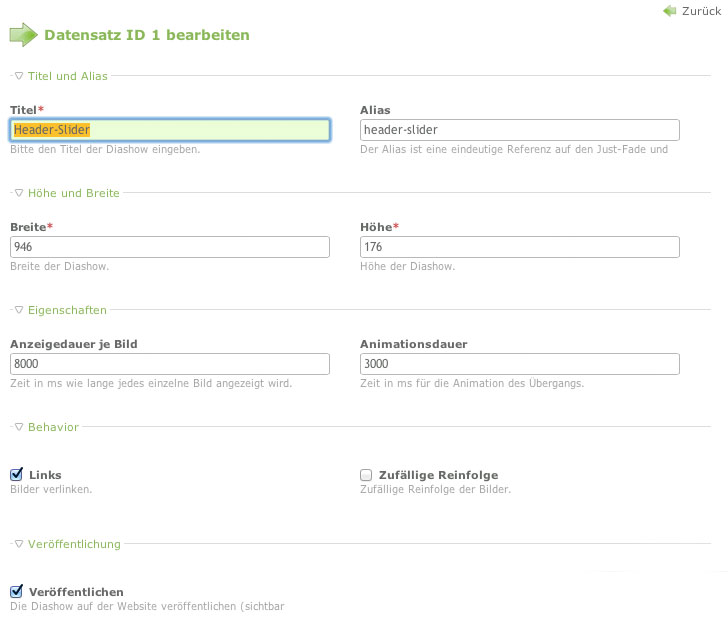 Zurück
Datensatz ID 1 bearbeiten
Titel und Alias
Titel* Alias
Header-Slider header-slider
Bitte den Titel der Diashow eingeben. Der Alias ist eine eindeutige Referenz auf den Just-Fade und
Höhe und Breite
Breite* Höhe*
946 176
Breite der Diashow. Höhe der Diashow.
Eigenschaften
Anzeigedauer je Bild Animationsdauer
8000 3000
Zeit in ms wie lange jedes einzelne Bild angezeigt wird. Zeit in ms für die Animation des Übergangs.
Behavior
Links Zufällige Reinfolge
Bilder verlinken. Zufällige Reinfolge der Bilder.
Veröffentlichung
Veröffentlichen
Die Diashow auf der Website veröffentlichen (sichtbar